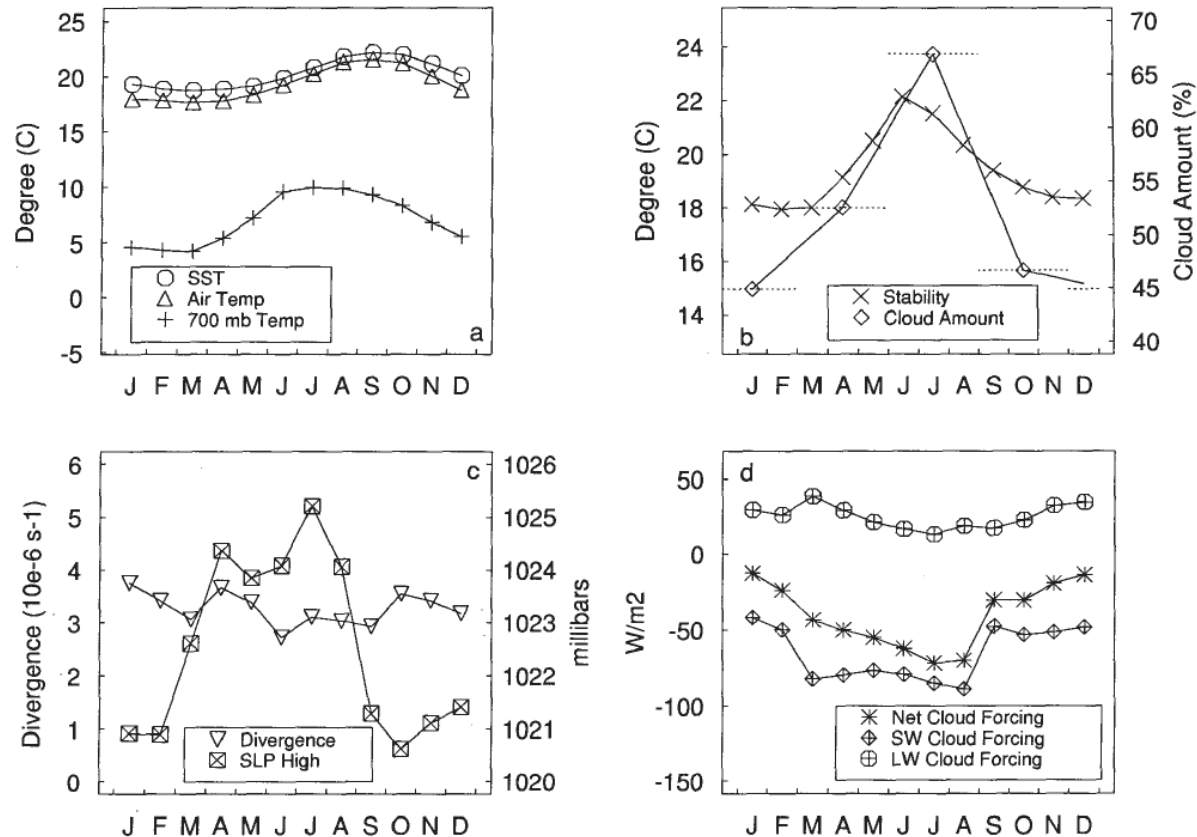 25
20
15
10
5
0
-5
Degree (C)
SST
Air Temp
700 mb Temp
a
J F M A M J J A S O N D
24
22
20
18
16
14
Degree (C)
70
65
60
55
50
45
40
Cloud Amount (%)
Stability
Cloud Amount
b
J F M A M J J A S O N D
6
5
4
3
2
1
0
Divergence (10e-6 s-1)
c
1026
1025
1024
1023
1022
1021
1020
millibars
Divergence
SLP High
J F M A M J J A S O N D
d
50
0
-50
-100
-150
W/m2
Net Cloud Forcing
SW Cloud Forcing
LW Cloud Forcing
J F M A M J J A S O N D